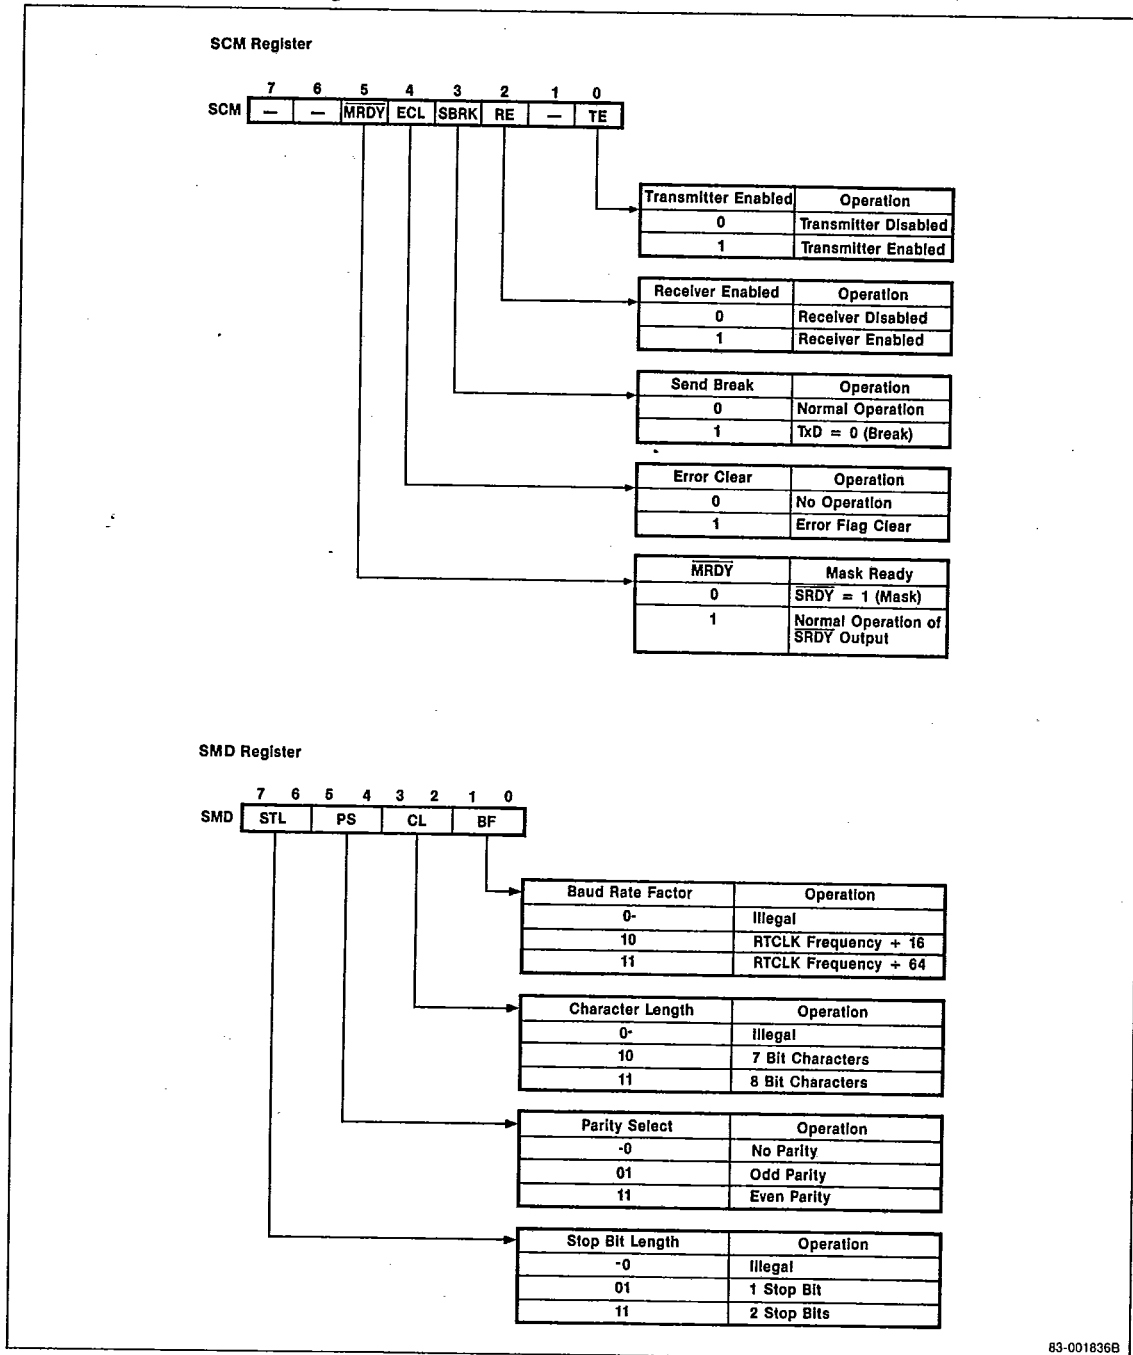 SCM Register
7 6 5 4 3 2 1 0
SCM — — MRDY ECL SBRK RE — TE
Transmitter Enabled Operation
0 Transmitter Disabled
1 Transmitter Enabled
Receiver Enabled Operation
0 Receiver Disabled
1 Receiver Enabled
Send Break Operation
0 Normal Operation
1 TxD = 0 (Break)
Error Clear Operation
0 No Operation
1 Error Flag Clear
MRDY Mask Ready
0 SRDY = 1 (Mask)
1 Normal Operation of
SRDY Output
SMD Register
7 6 5 4 3 2 1 0
SMD STL PS CL BF
Baud Rate Factor Operation
0- Illegal
10 RTCLK Frequency ÷ 16
11 RTCLK Frequency ÷ 64
Character Length Operation
0- Illegal
10 7 Bit Characters
11 8 Bit Characters
Parity Select Operation
-0 No Parity
01 Odd Parity
11 Even Parity
Stop Bit Length Operation
-0 Illegal
01 1 Stop Bit
11 2 Stop Bits
83-001836B